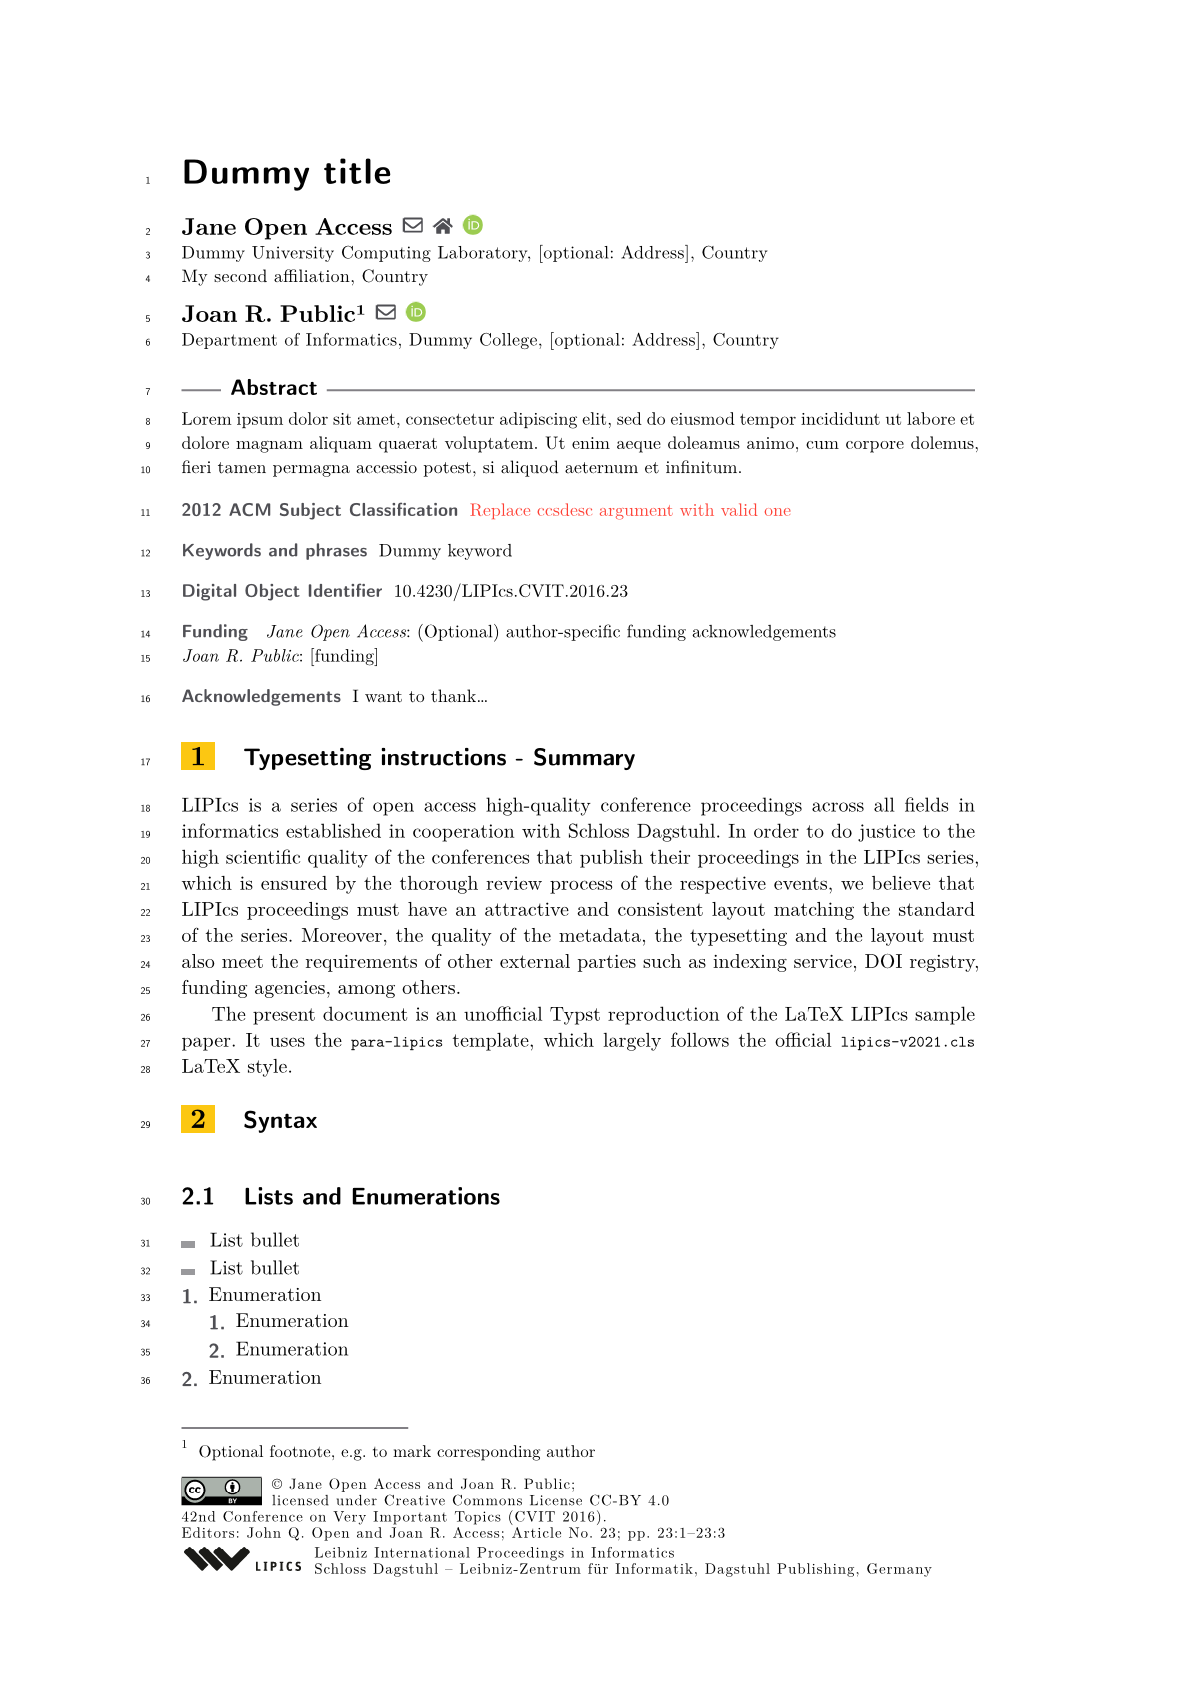 1 Dummy title
2 Jane Open Access
3 Dummy University Computing Laboratory, [optional: Address], Country
4 My second affiliation, Country
5 Joan R. Public¹
6 Department of Informatics, Dummy College, [optional: Address], Country
7 Abstract
8 Lorem ipsum dolor sit amet, consectetur adipiscing elit, sed do eiusmod tempor incididunt ut labore et
9 dolore magnam aliquam quaerat voluptatem. Ut enim aeque doleamus animo, cum corpore dolemus,
10 fieri tamen permagna accessio potest, si aliquod aeternum et infinitum.
11 2012 ACM Subject Classification Replace ccsdesc argument with valid one
12 Keywords and phrases Dummy keyword
13 Digital Object Identifier 10.4230/LIPIcs.CVIT.2016.23
14 Funding Jane Open Access: (Optional) author-specific funding acknowledgements
15 Joan R. Public: [funding]
16 Acknowledgements I want to thank…
17 1 Typesetting instructions - Summary
18 LIPIcs is a series of open access high-quality conference proceedings across all fields in
19 informatics established in cooperation with Schloss Dagstuhl. In order to do justice to the
20 high scientific quality of the conferences that publish their proceedings in the LIPIcs series,
21 which is ensured by the thorough review process of the respective events, we believe that
22 LIPIcs proceedings must have an attractive and consistent layout matching the standard
23 of the series. Moreover, the quality of the metadata, the typesetting and the layout must
24 also meet the requirements of other external parties such as indexing service, DOI registry,
25 funding agencies, among others.
26 The present document is an unofficial Typst reproduction of the LaTeX LIPIcs sample
27 paper. It uses the para-lipics template, which largely follows the official lipics-v2021.cls
28 LaTeX style.
29 2 Syntax
30 2.1 Lists and Enumerations
31 List bullet
32 List bullet
33 1. Enumeration
34 1. Enumeration
35 2. Enumeration
36 2. Enumeration
1 Optional footnote, e.g. to mark corresponding author
cc BY © Jane Open Access and Joan R. Public;
licensed under Creative Commons License CC-BY 4.0
42nd Conference on Very Important Topics (CVIT 2016).
Editors: John Q. Open and Joan R. Access; Article No. 23; pp. 23:1–23:3
Leibniz International Proceedings in Informatics
LIPICS Schloss Dagstuhl – Leibniz-Zentrum für Informatik, Dagstuhl Publishing, Germany